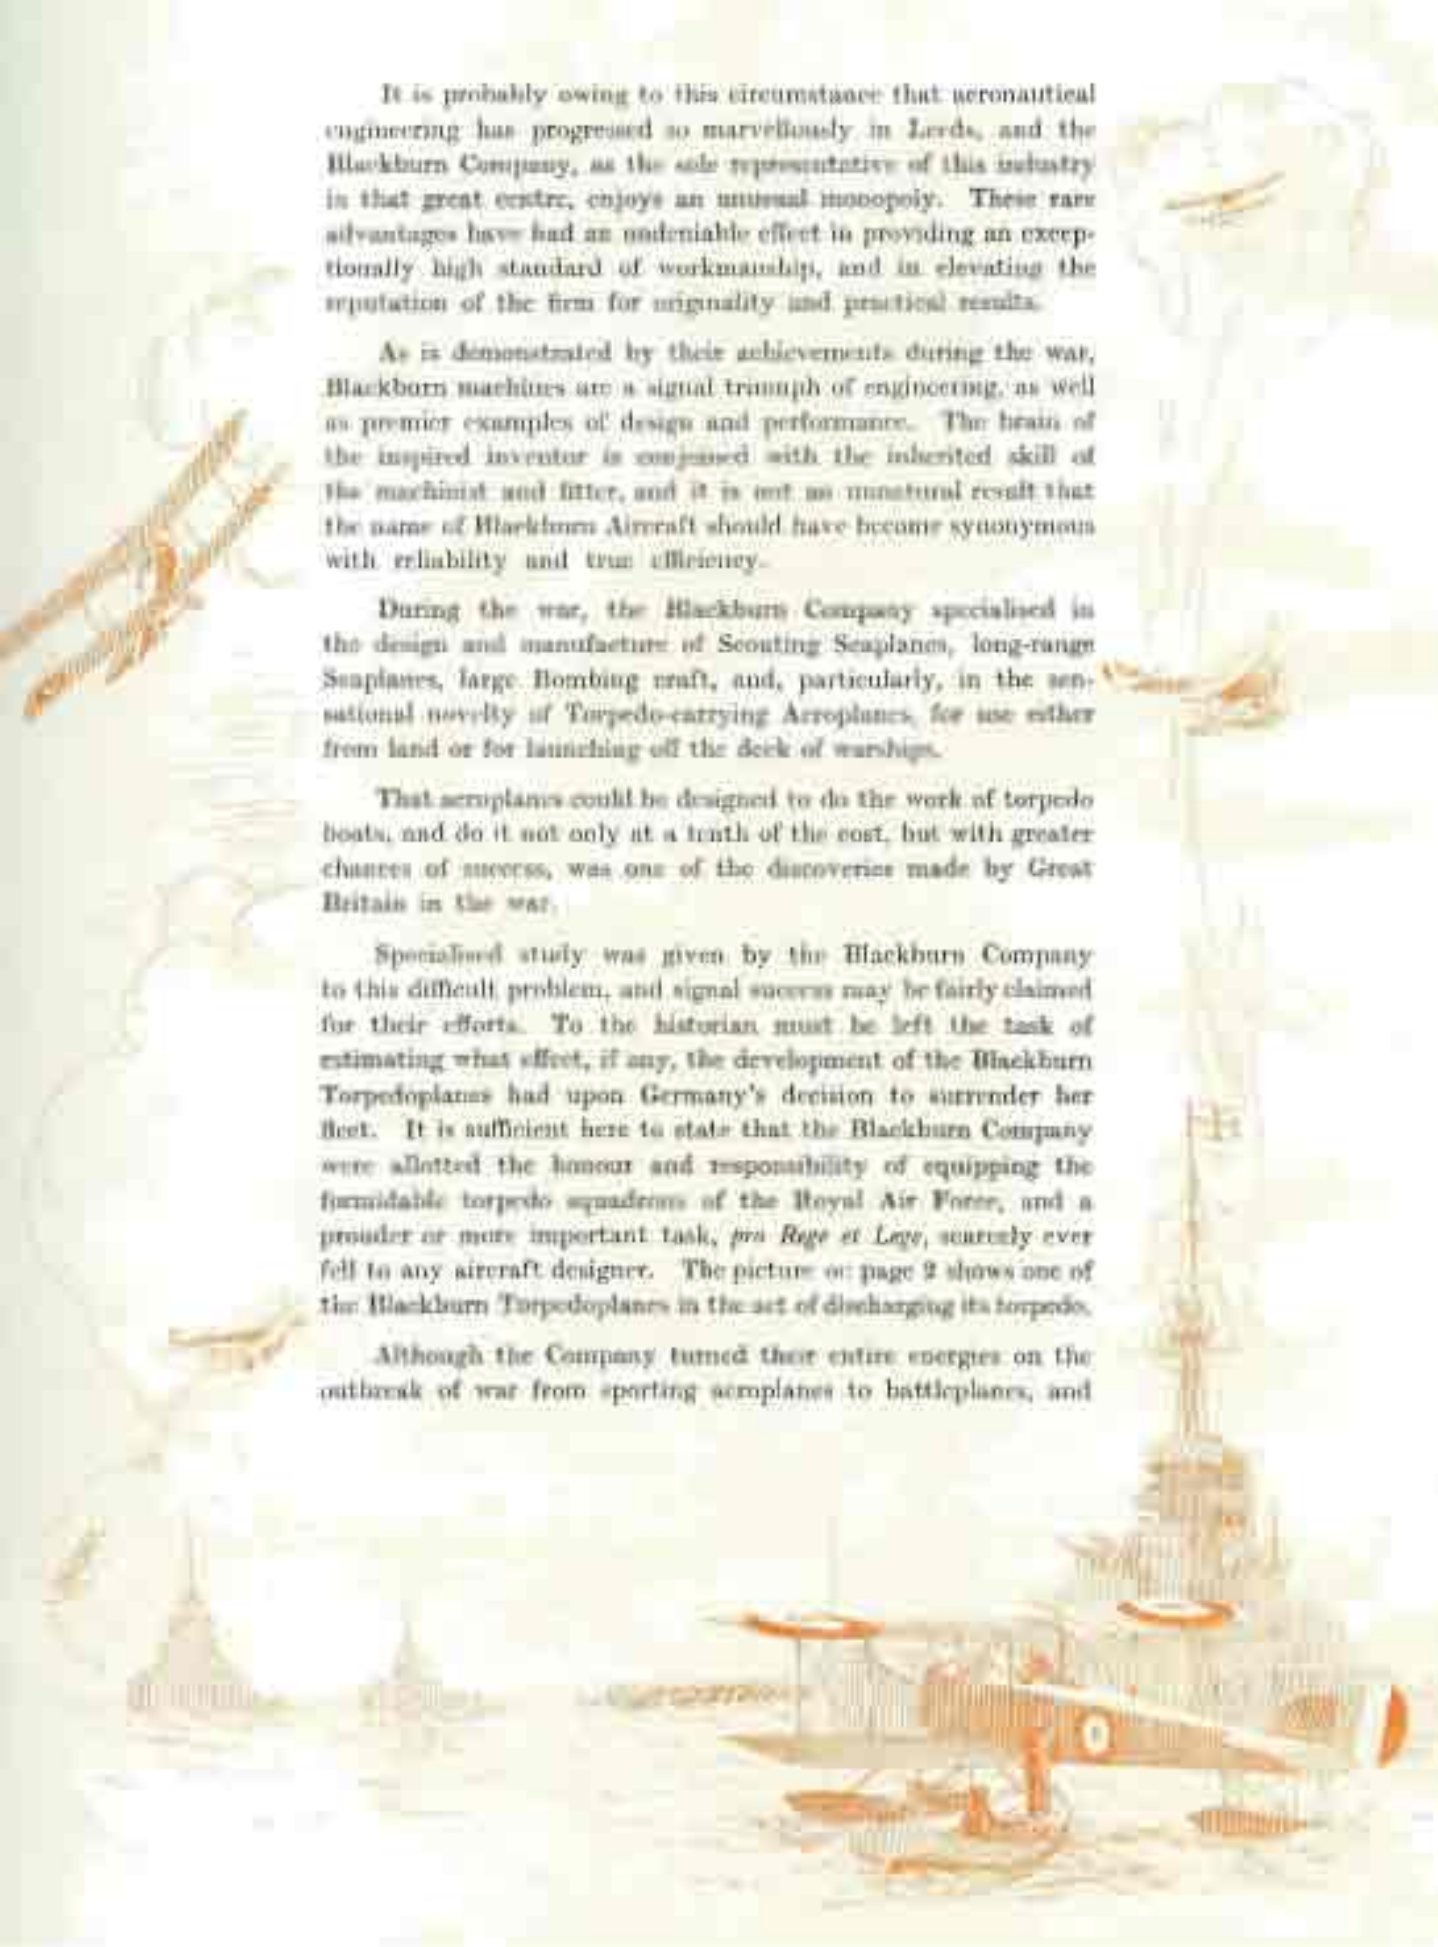 It is probably owing to this circumstance that aeronautical
engineering has progressed so marvellously in Leeds, and the
Blackburn Company, as the sole representative of this industry
in that great centre, enjoys an unusual monopoly. These rare
advantages have had an undeniable effect in providing an excep-
tionally high standard of workmanship, and in elevating the
reputation of the firm for originality and practical results.
As is demonstrated by their achievements during the war,
Blackburn machines are a signal triumph of engineering, as well
as premier examples of design and performance. The brain of
the inspired inventor is conjoined with the inherited skill of
the machinist and fitter, and it is not an unnatural result that
the name of Blackburn Aircraft should have become synonymous
with reliability and true efficiency.
During the war, the Blackburn Company specialised in
the design and manufacture of Scouting Seaplanes, long-range
Seaplanes, large Bombing craft, and, particularly, in the sen-
sational novelty of Torpedo-carrying Aeroplanes, for use either
from land or for launching off the deck of warships.
That aeroplanes could be designed to do the work of torpedo
boats, and do it not only at a tenth of the cost, but with greater
chances of success, was one of the discoveries made by Great
Britain in the war.
Specialised study was given by the Blackburn Company
to this difficult problem, and signal success may be fairly claimed
for their efforts. To the historian must be left the task of
estimating what effect, if any, the development of the Blackburn
Torpedoplanes had upon Germany's decision to surrender her
fleet. It is sufficient here to state that the Blackburn Company
were allotted the honour and responsibility of equipping the
formidable torpedo squadrons of the Royal Air Force, and a
prouder or more important task, pro Rege et Lege, scarcely ever
fell to any aircraft designer. The picture on page 2 shows one of
the Blackburn Torpedoplanes in the act of discharging its torpedo.
Although the Company turned their entire energies on the
outbreak of war from sporting aeroplanes to battleplanes, and